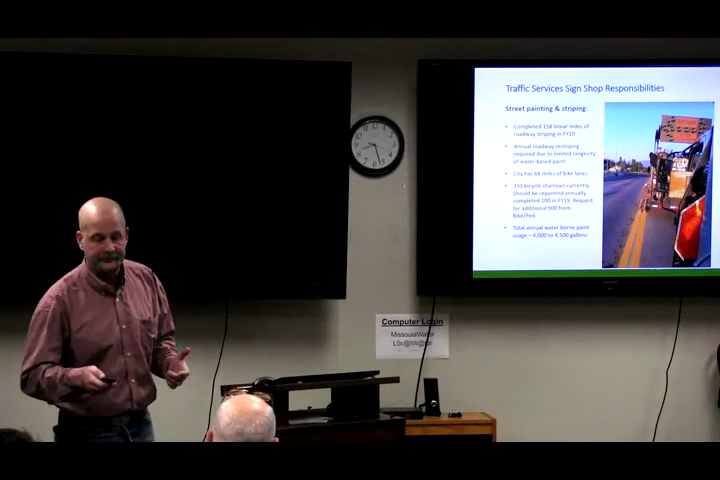 Traffic Services Sign Shop Responsibilities
Street painting & striping:
Completed 158 linear miles of
roadway striping in FY19
Annual roadway restriping
required due to limited longevity
of water-based paint.
City has 68 miles of bike lanes
350 bicycle sharrows currently.
Should be repainted annually,
completed 100 in FY19. Request
for additional 900 from
Bike/Ped.
Total annual water borne paint
usage—4,000 to 4,500 gallons
Computer Login